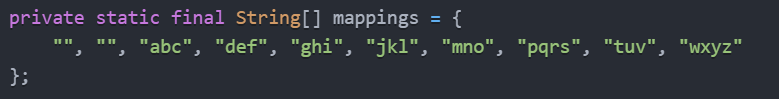 private static final String[] mappings = {
    "", "", "abc", "def", "ghi", "jkl", "mno", "pqrs", "tuv", "wxyz"
};